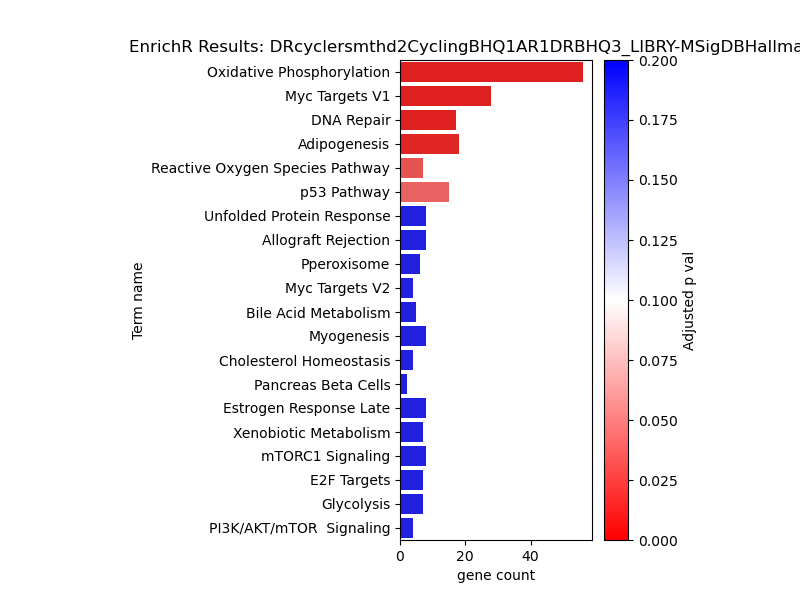 EnrichR Results: DRcyclersmthd2CyclingBHQ1AR1DRBHQ3_LIBRY-MSigDBHallma
Oxidative Phosphorylation
Myc Targets V1
DNA Repair
Adipogenesis
Reactive Oxygen Species Pathway
p53 Pathway
Unfolded Protein Response
Allograft Rejection
Pperoxisome
Myc Targets V2
Bile Acid Metabolism
Myogenesis
Cholesterol Homeostasis
Pancreas Beta Cells
Estrogen Response Late
Xenobiotic Metabolism
mTORC1 Signaling
E2F Targets
Glycolysis
PI3K/AKT/mTOR  Signaling
Term name
0 20 40
gene count
0.200
0.175
0.150
0.125
0.100
0.075
0.050
0.025
0.000
Adjusted p val